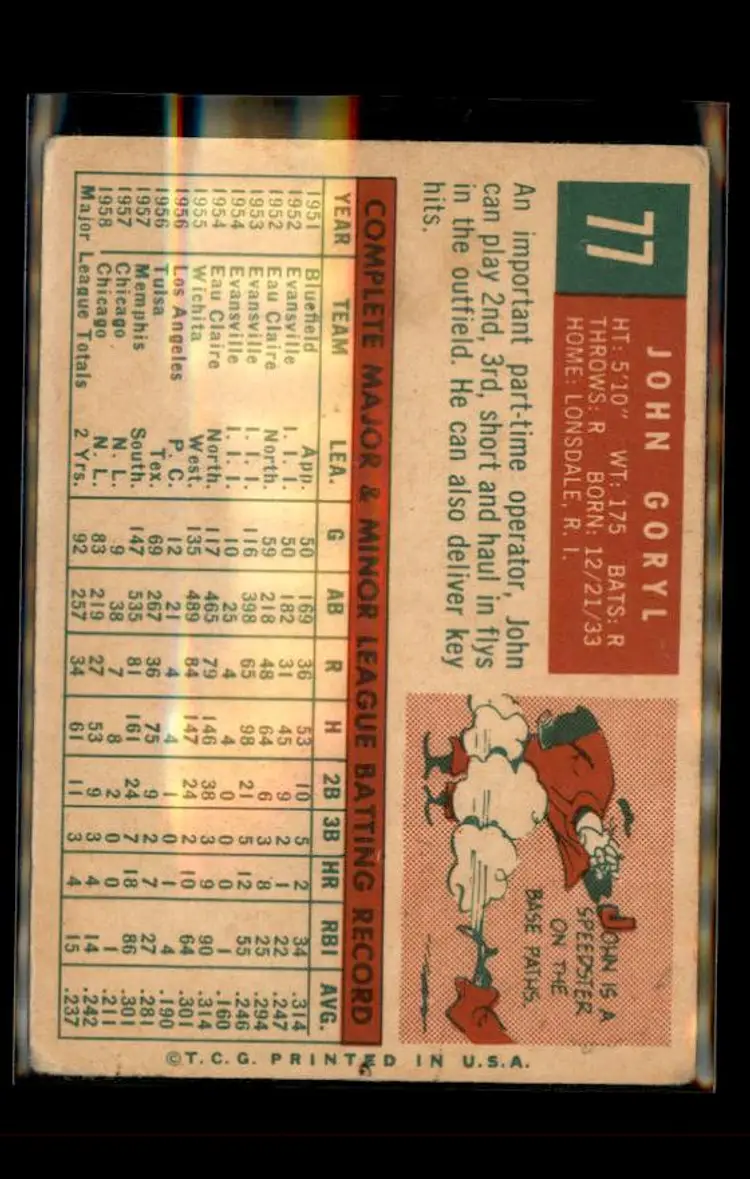 77
JOHN GORYL
HT: 5'10" WT: 175 BATS: R
THROWS: R BORN: 12/21/33
HOME: LONSDALE, R. I.
An important part-time operator, John
can play 2nd, 3rd, short and haul in flys
in the outfield. He can also deliver key
hits.
JOHN IS A
SPEEDSTER
ON THE
BASE PATHS.
COMPLETE MAJOR & MINOR LEAGUE BATTING RECORD
YEAR TEAM LEA. G AB R H 2B 3B HR RBI AVG.
1951 Bluefield App. 50 169 36 53 10 5 2 34 .314
1952 Evansville I. I. I. 50 182 31 45 9 2 1 22 .247
1952 Eau Claire North. 59 218 48 64 6 3 8 25 .294
1953 Evansville I. I. I. 116 398 65 98 21 5 12 55 .246
1954 Evansville I. I. I. 10 25 4 4 0 0 0 1 .160
1954 Eau Claire North. 117 465 79 146 38 3 9 90 .314
1955 Wichita West. 135 489 84 147 24 2 10 64 .301
1956 Los Angeles P. C. 12 21 4 4 1 0 1 4 .190
1956 Tulsa Tex. 69 267 36 75 9 2 7 27 .281
1957 Memphis South. 147 535 81 161 24 7 18 86 .301
1957 Chicago N. L. 9 38 7 8 2 0 0 1 .211
1958 Chicago N. L. 83 219 27 53 9 3 4 14 .242
Major League Totals 2 Yrs. 92 257 34 61 11 3 4 15 .237
©T. C. G. PRINTED IN U.S.A.